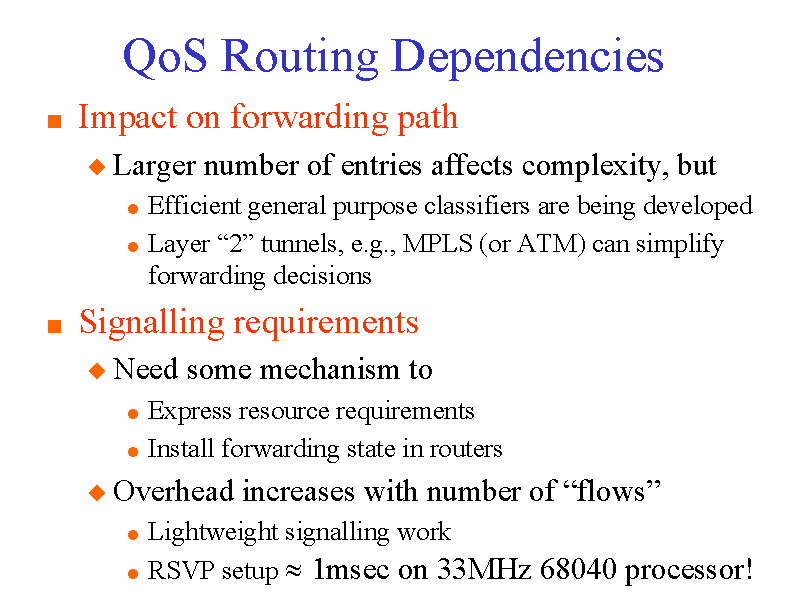 QoS Routing Dependencies
Impact on forwarding path
Larger number of entries affects complexity, but
Efficient general purpose classifiers are being developed
Layer “2” tunnels, e.g., MPLS (or ATM) can simplify
forwarding decisions
Signalling requirements
Need some mechanism to
Express resource requirements
Install forwarding state in routers
Overhead increases with number of “flows”
Lightweight signalling work
RSVP setup ≈ 1msec on 33MHz 68040 processor!